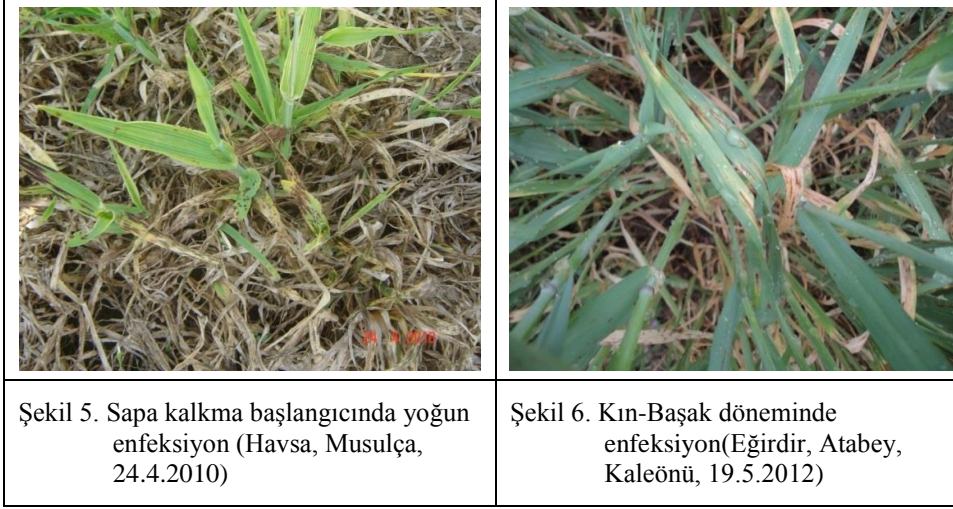 Şekil 5. Sapa kalkma başlangıcında yoğun
enfeksiyon (Havsa, Musulça,
24.4.2010)
Şekil 6. Kın-Başak döneminde
enfeksiyon(Eğirdir, Atabey,
Kaleönü, 19.5.2012)